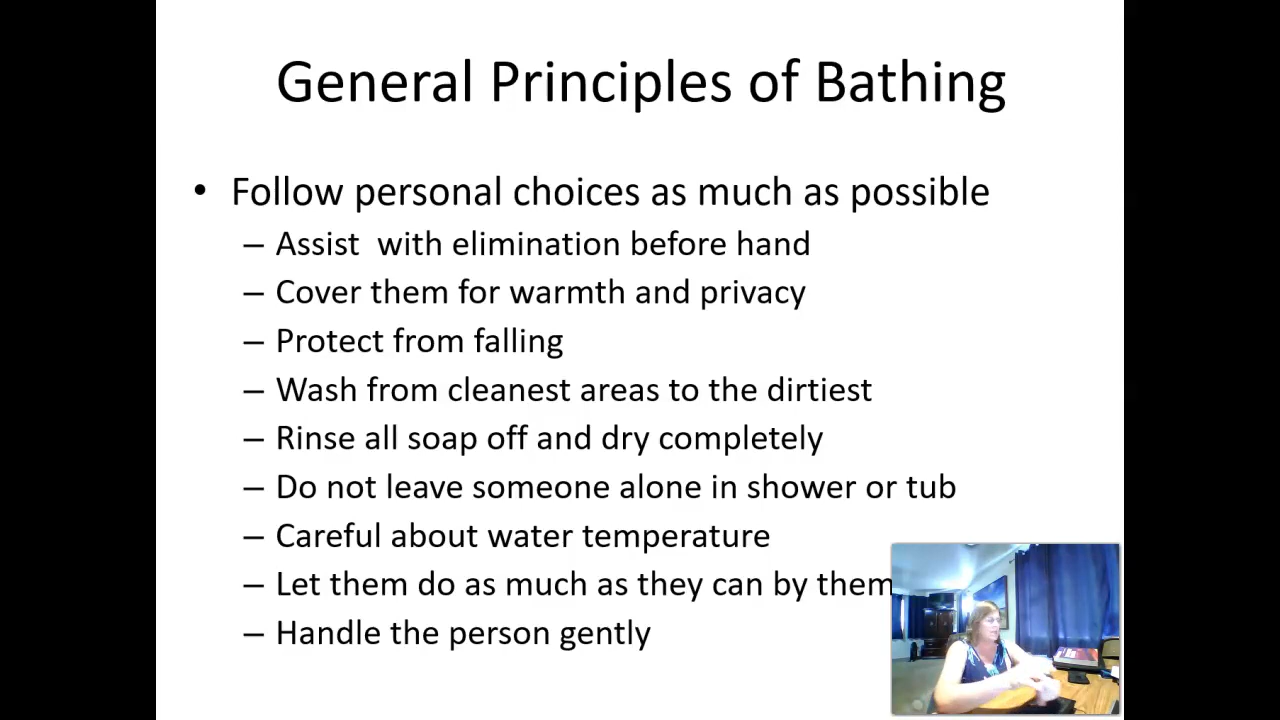 General Principles of Bathing
• Follow personal choices as much as possible
– Assist  with elimination before hand
– Cover them for warmth and privacy
– Protect from falling
– Wash from cleanest areas to the dirtiest
– Rinse all soap off and dry completely
– Do not leave someone alone in shower or tub
– Careful about water temperature
– Let them do as much as they can by them
– Handle the person gently